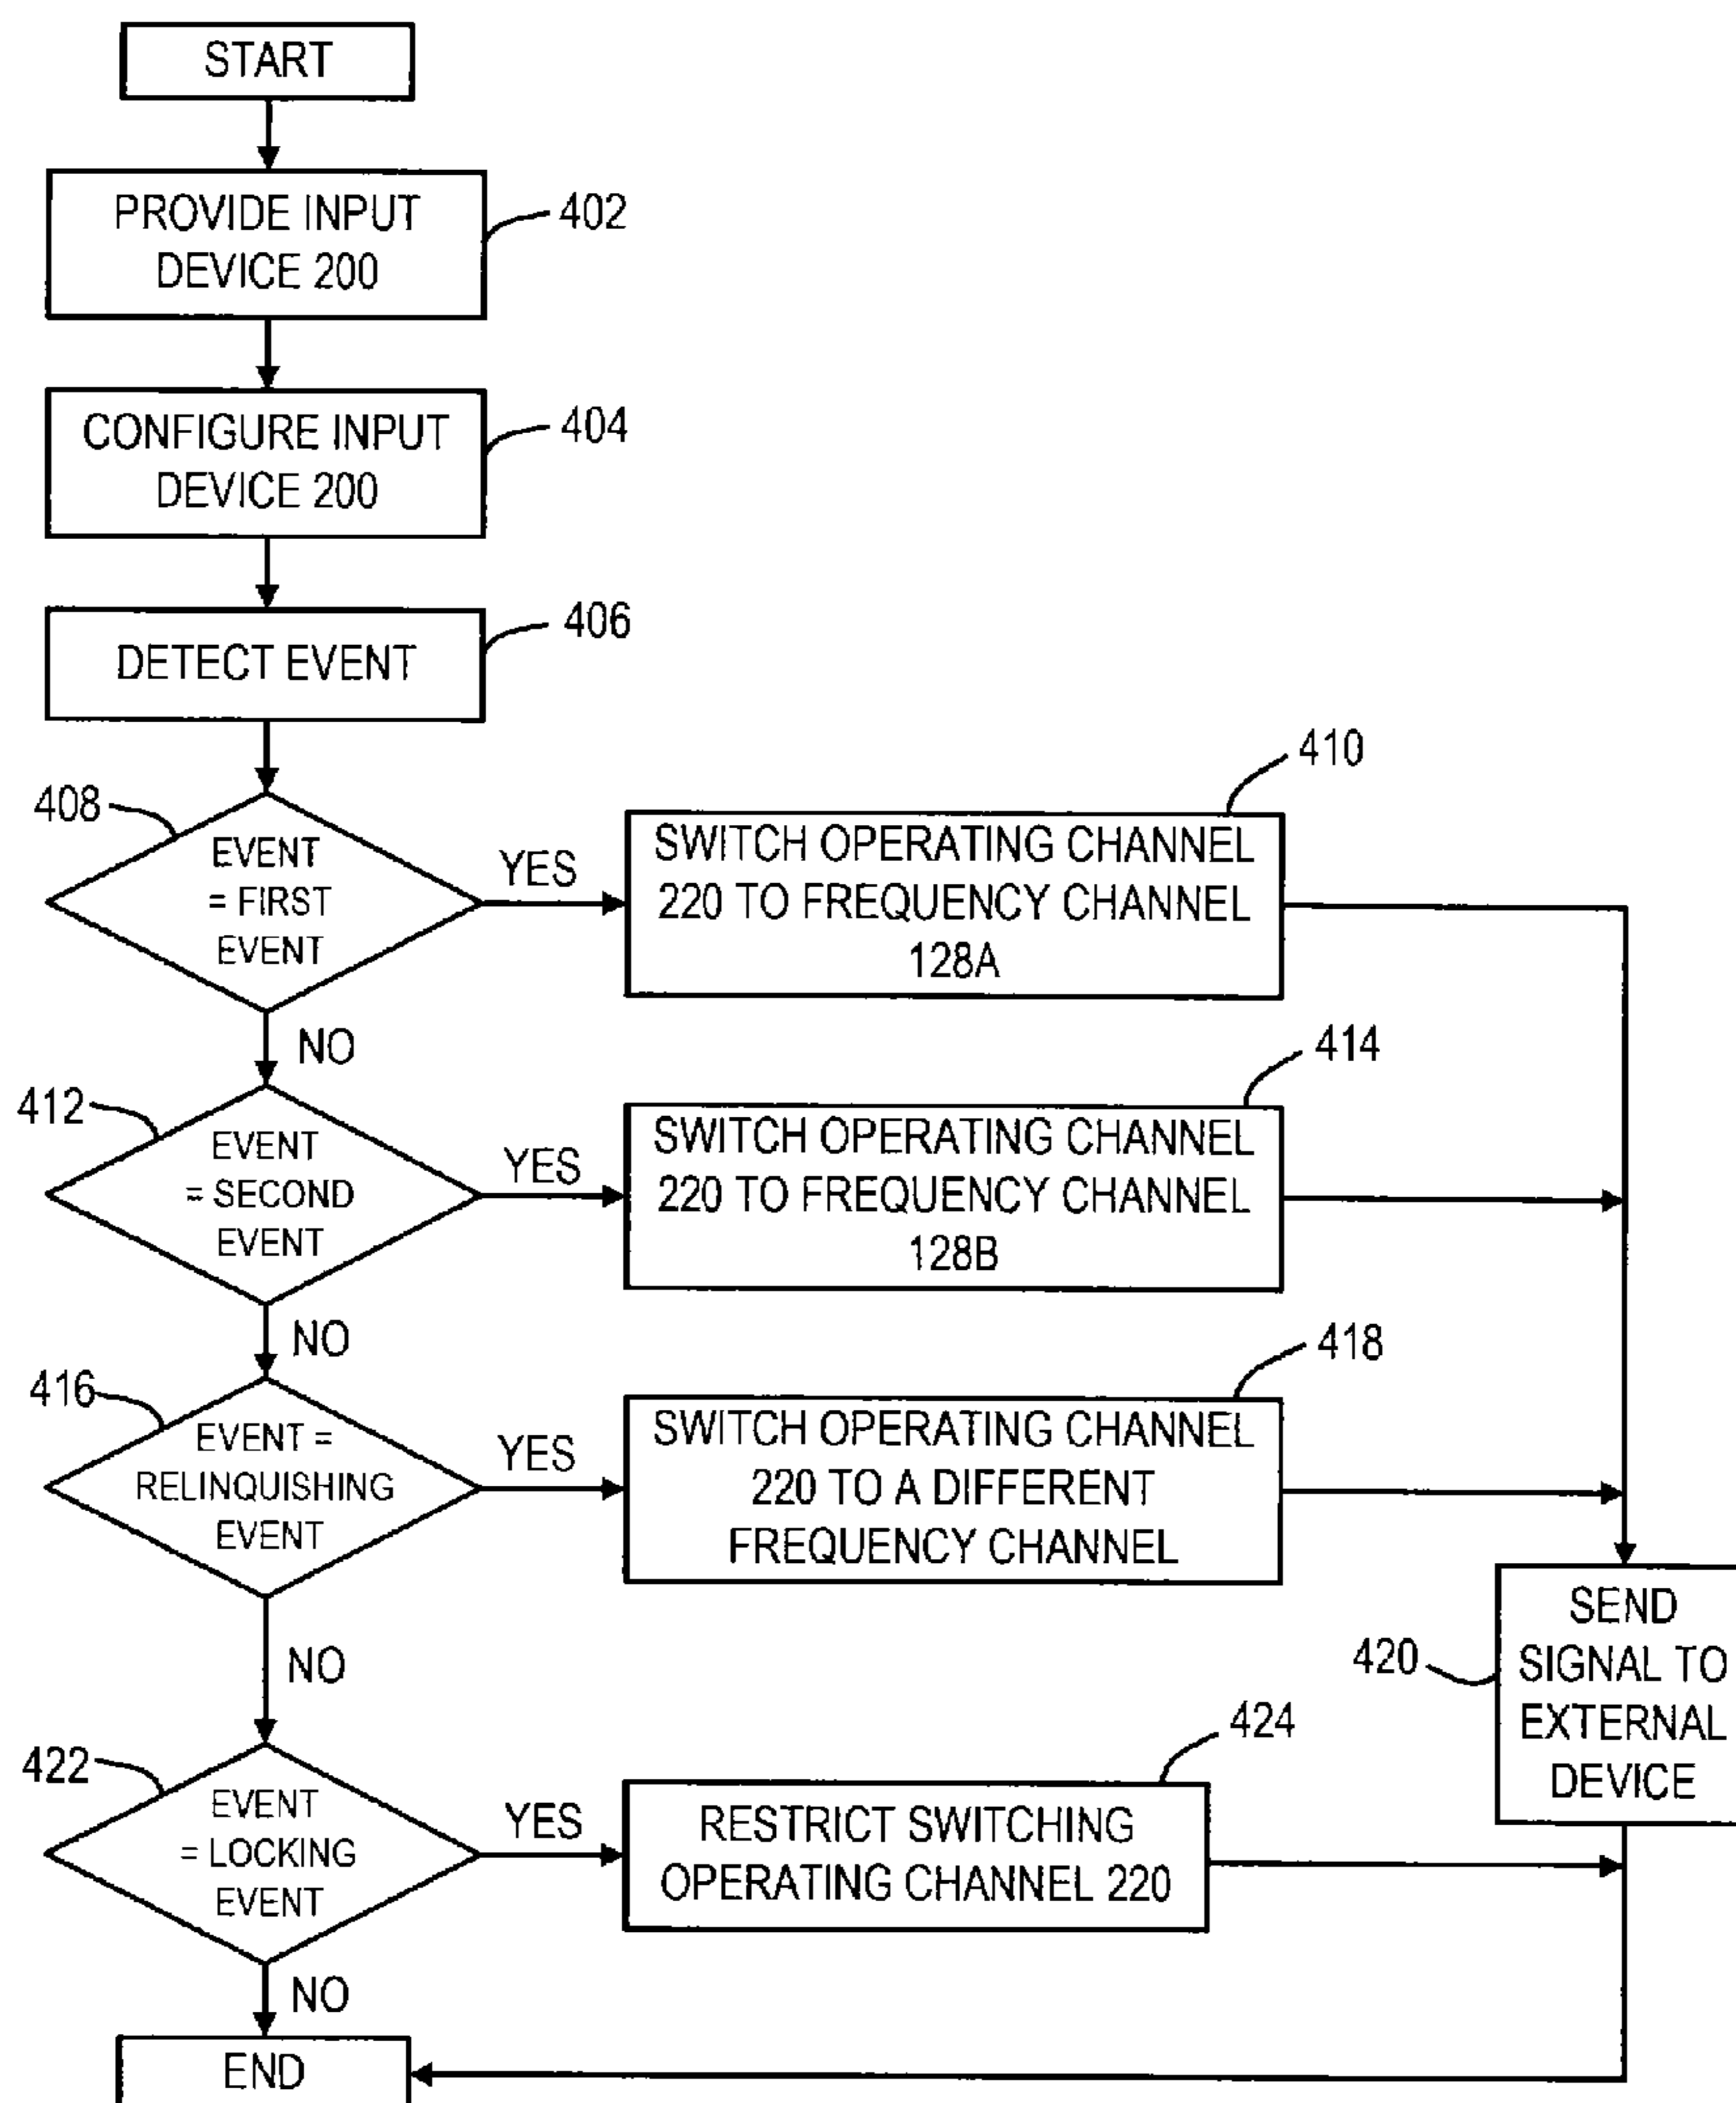 START
PROVIDE INPUT
DEVICE 200
402
CONFIGURE INPUT
DEVICE 200
404
DETECT EVENT
406
408
EVENT
= FIRST
EVENT
YES
SWITCH OPERATING CHANNEL
220 TO FREQUENCY CHANNEL
128A
410
NO
412
EVENT
= SECOND
EVENT
YES
SWITCH OPERATING CHANNEL
220 TO FREQUENCY CHANNEL
128B
414
NO
416
EVENT =
RELINQUISHING
EVENT
YES
SWITCH OPERATING CHANNEL
220 TO A DIFFERENT
FREQUENCY CHANNEL
418
420
SEND
SIGNAL TO
EXTERNAL
DEVICE
NO
422
EVENT
= LOCKING
EVENT
YES
RESTRICT SWITCHING
OPERATING CHANNEL 220
424
NO
END